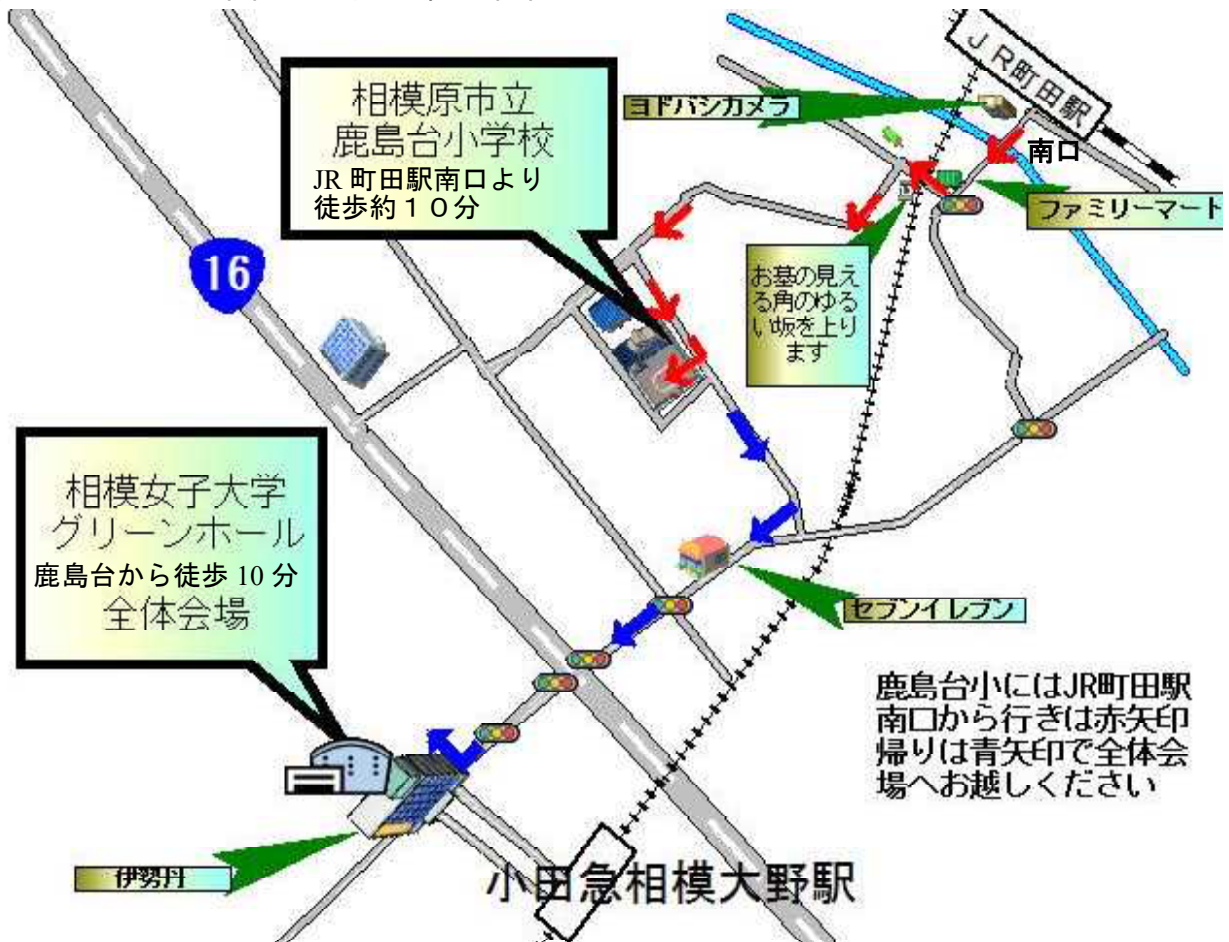 JR町田駅
ヨドバシカメラ
南口
ファミリーマート
相模原市立
鹿島台小学校
JR 町田駅南口より
徒歩約１０分
お墓の見え
る角のゆる
い坂を上り
ます
16
相模女子大学
グリーンホール
鹿島台から徒歩 10 分
全体会場
セブンイレブン
鹿島台小にはJR町田駅
南口から行きは赤矢印
帰りは青矢印で全体会
場へお越しください
伊勢丹
小田急相模大野駅